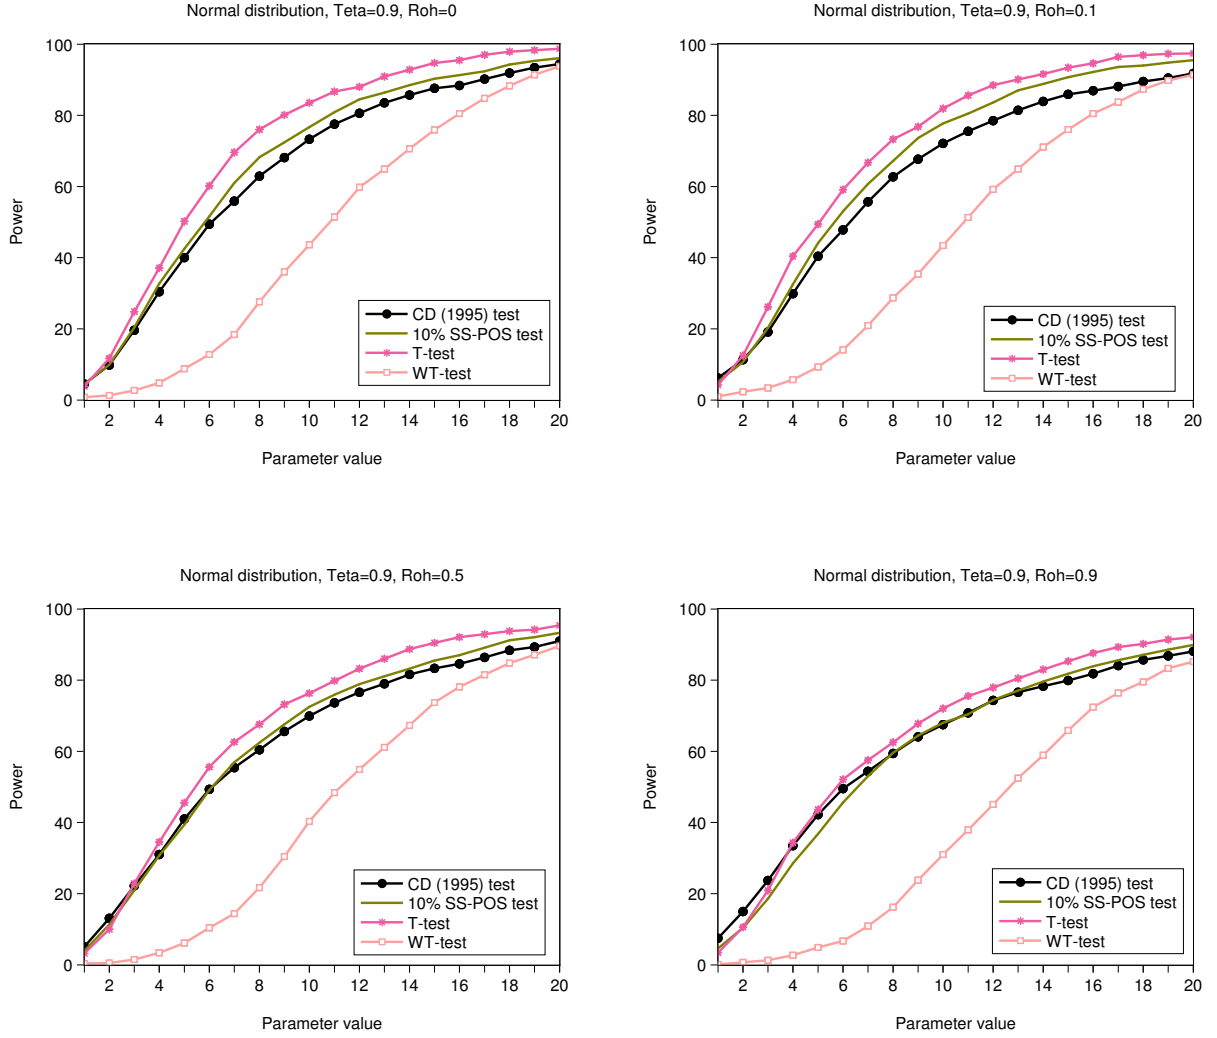 Normal distribution, Teta=0.9, Roh=0
100
80
60
40
20
0
Power
CD (1995) test
10% SS-POS test
T-test
WT-test
2 4 6 8 10 12 14 16 18 20
Parameter value
Normal distribution, Teta=0.9, Roh=0.1
100
80
60
40
20
0
Power
CD (1995) test
10% SS-POS test
T-test
WT-test
2 4 6 8 10 12 14 16 18 20
Parameter value
Normal distribution, Teta=0.9, Roh=0.5
100
80
60
40
20
0
Power
CD (1995) test
10% SS-POS test
T-test
WT-test
2 4 6 8 10 12 14 16 18 20
Parameter value
Normal distribution, Teta=0.9, Roh=0.9
100
80
60
40
20
0
Power
CD (1995) test
10% SS-POS test
T-test
WT-test
2 4 6 8 10 12 14 16 18 20
Parameter value